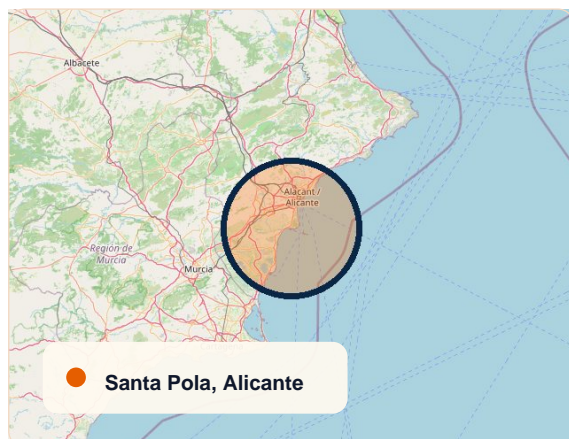 Albacete
Alacant /
Alicante
Región de
Murcia
Murcia
Santa Pola, Alicante